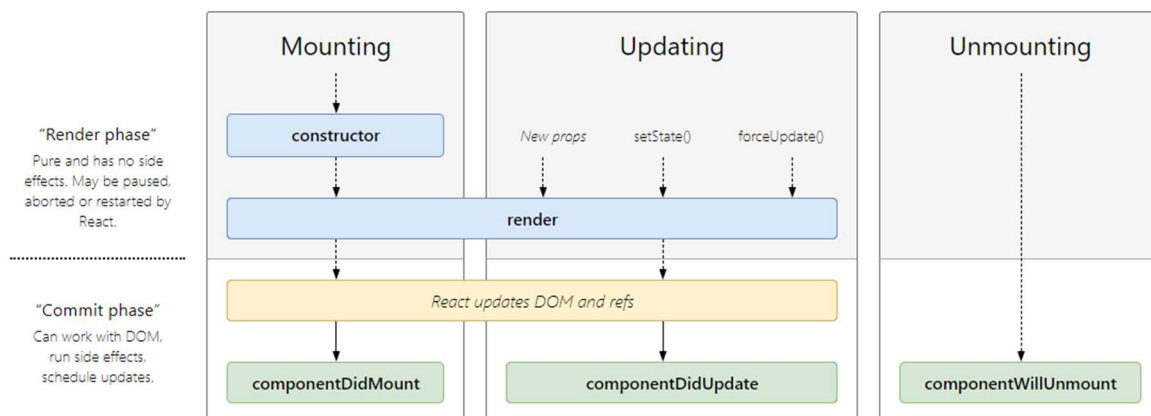 Mounting
Updating
Unmounting
“Render phase”
Pure and has no side
effects. May be paused,
aborted or restarted by
React.
constructor
New props
setState()
forceUpdate()
render
“Commit phase”
Can work with DOM,
run side effects,
schedule updates.
React updates DOM and refs
componentDidMount
componentDidUpdate
componentWillUnmount